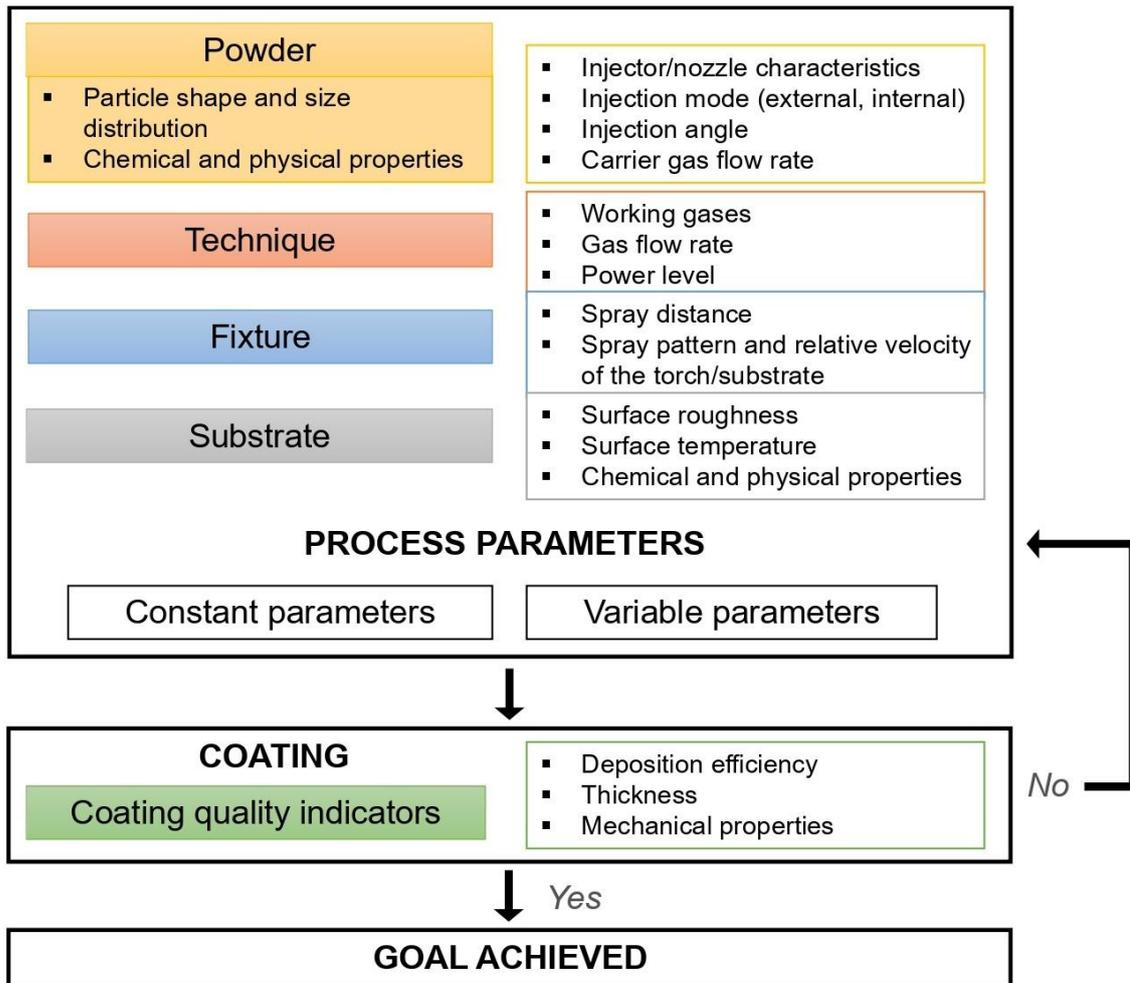 Powder
▪ Particle shape and size
distribution
▪ Chemical and physical properties
▪ Injector/nozzle characteristics
▪ Injection mode (external, internal)
▪ Injection angle
▪ Carrier gas flow rate
Technique
▪ Working gases
▪ Gas flow rate
▪ Power level
Fixture
▪ Spray distance
▪ Spray pattern and relative velocity
of the torch/substrate
Substrate
▪ Surface roughness
▪ Surface temperature
▪ Chemical and physical properties
PROCESS PARAMETERS
Constant parameters
Variable parameters
COATING
Coating quality indicators
▪ Deposition efficiency
▪ Thickness
▪ Mechanical properties
No
Yes
GOAL ACHIEVED